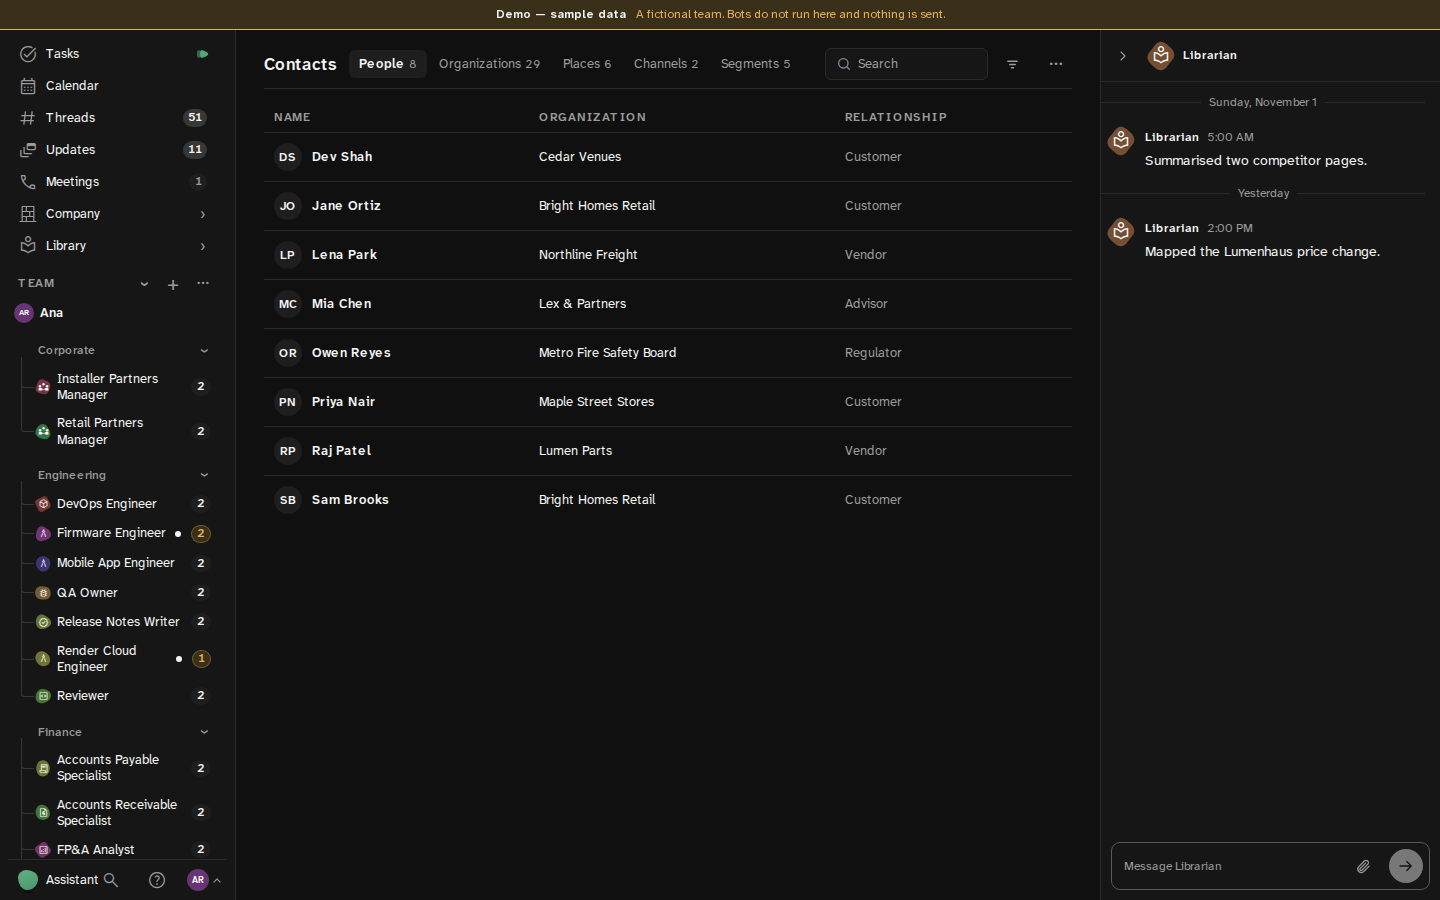 Demo — sample data A fictional team. Bots do not run here and nothing is sent.
Tasks
Calendar
Threads 51
Updates 11
Meetings 1
Company
Library
TEAM
AR Ana
Corporate
Installer Partners Manager 2
Retail Partners Manager 2
Engineering
DevOps Engineer 2
Firmware Engineer 2
Mobile App Engineer 2
QA Owner 2
Release Notes Writer 2
Render Cloud Engineer 1
Reviewer 2
Finance
Accounts Payable Specialist 2
Accounts Receivable Specialist 2
FP&A Analyst 2
Assistant AR
Contacts People 8 Organizations 29 Places 6 Channels 2 Segments 5 Search
NAME ORGANIZATION RELATIONSHIP
DS Dev Shah Cedar Venues Customer
JO Jane Ortiz Bright Homes Retail Customer
LP Lena Park Northline Freight Vendor
MC Mia Chen Lex & Partners Advisor
OR Owen Reyes Metro Fire Safety Board Regulator
PN Priya Nair Maple Street Stores Customer
RP Raj Patel Lumen Parts Vendor
SB Sam Brooks Bright Homes Retail Customer
Librarian
Sunday, November 1
Librarian 5:00 AM
Summarised two competitor pages.
Yesterday
Librarian 2:00 PM
Mapped the Lumenhaus price change.
Message Librarian